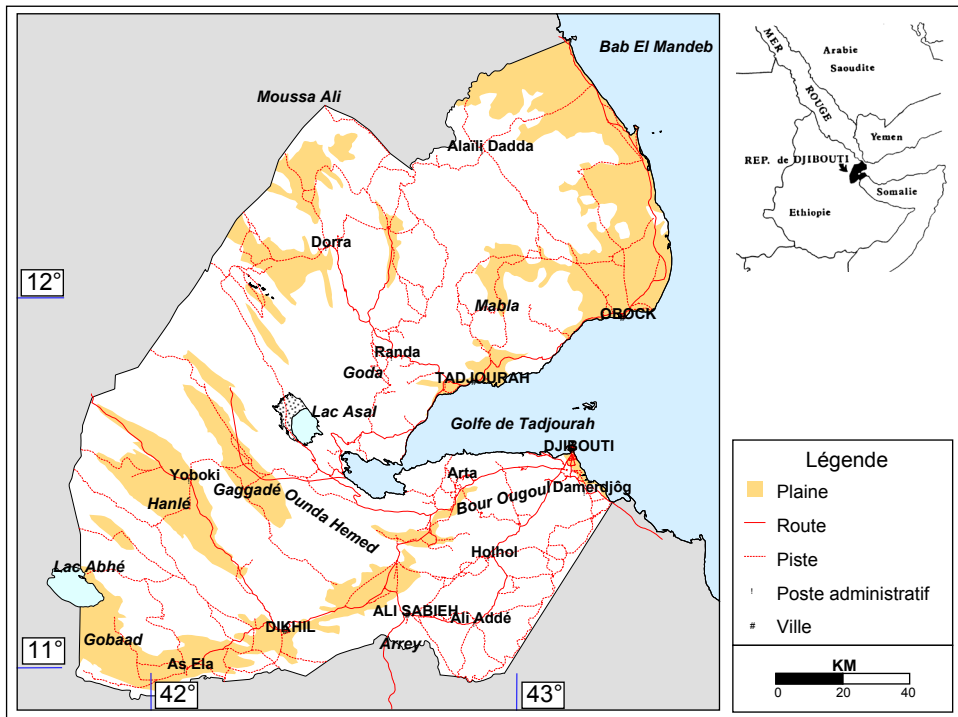 Bab El Mandeb
Moussa Ali
Alaïli Dadda
Dorra
12°
Mabla
OBOCK
Randa
Goda
TADJOURAH
Lac Asal
Golfe de Tadjourah
DJIBOUTI
Yoboki
Arta
Gaggadé
Damerdjôg
Hanlé
Ounda Hemed
Bour Ougoul
Holhol
Lac Abhé
ALI SABIEH
Ali Addé
DIKHIL
Gobaad
Arrey
11°
As Ela
42°
43°
MER
ROUGE
Arabie
Saoudite
Yemen
REP. de DJIBOUTI
Somalie
Ethiopie
Légende
Plaine
Route
Piste
! Poste administratif
# Ville
KM
0 20 40